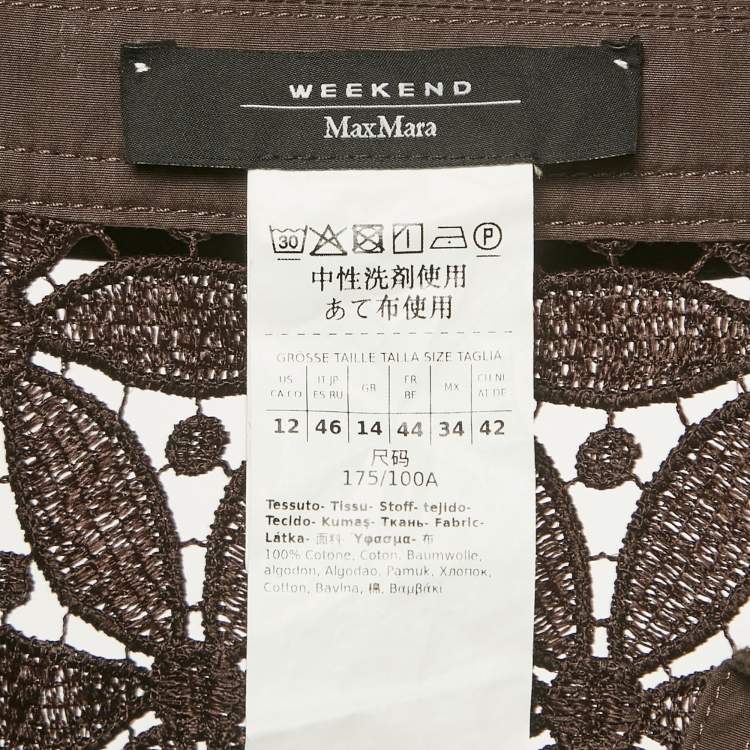 WEEKEND
MaxMara
30 P
中性洗剤使用
あて布使用
GROSSE TAILLE TALLA SIZE TAGLIA
US IT JP GB FR MX CH NL
CA CO ES RU BE AT DE
12 46 14 44 34 42
尺码
175/100A
Tessuto- Tissu- Stoff- tejido-
Tecido- Kumaş- Ткань- Fabric-
Látka- 面料- Ύφασμα- 布
100% Cotone, Coton, Baumwolle,
algodon, Algodao, Pamuk, Хлопок,
Cotton, Bavlna, 棉, Βαμβάκι